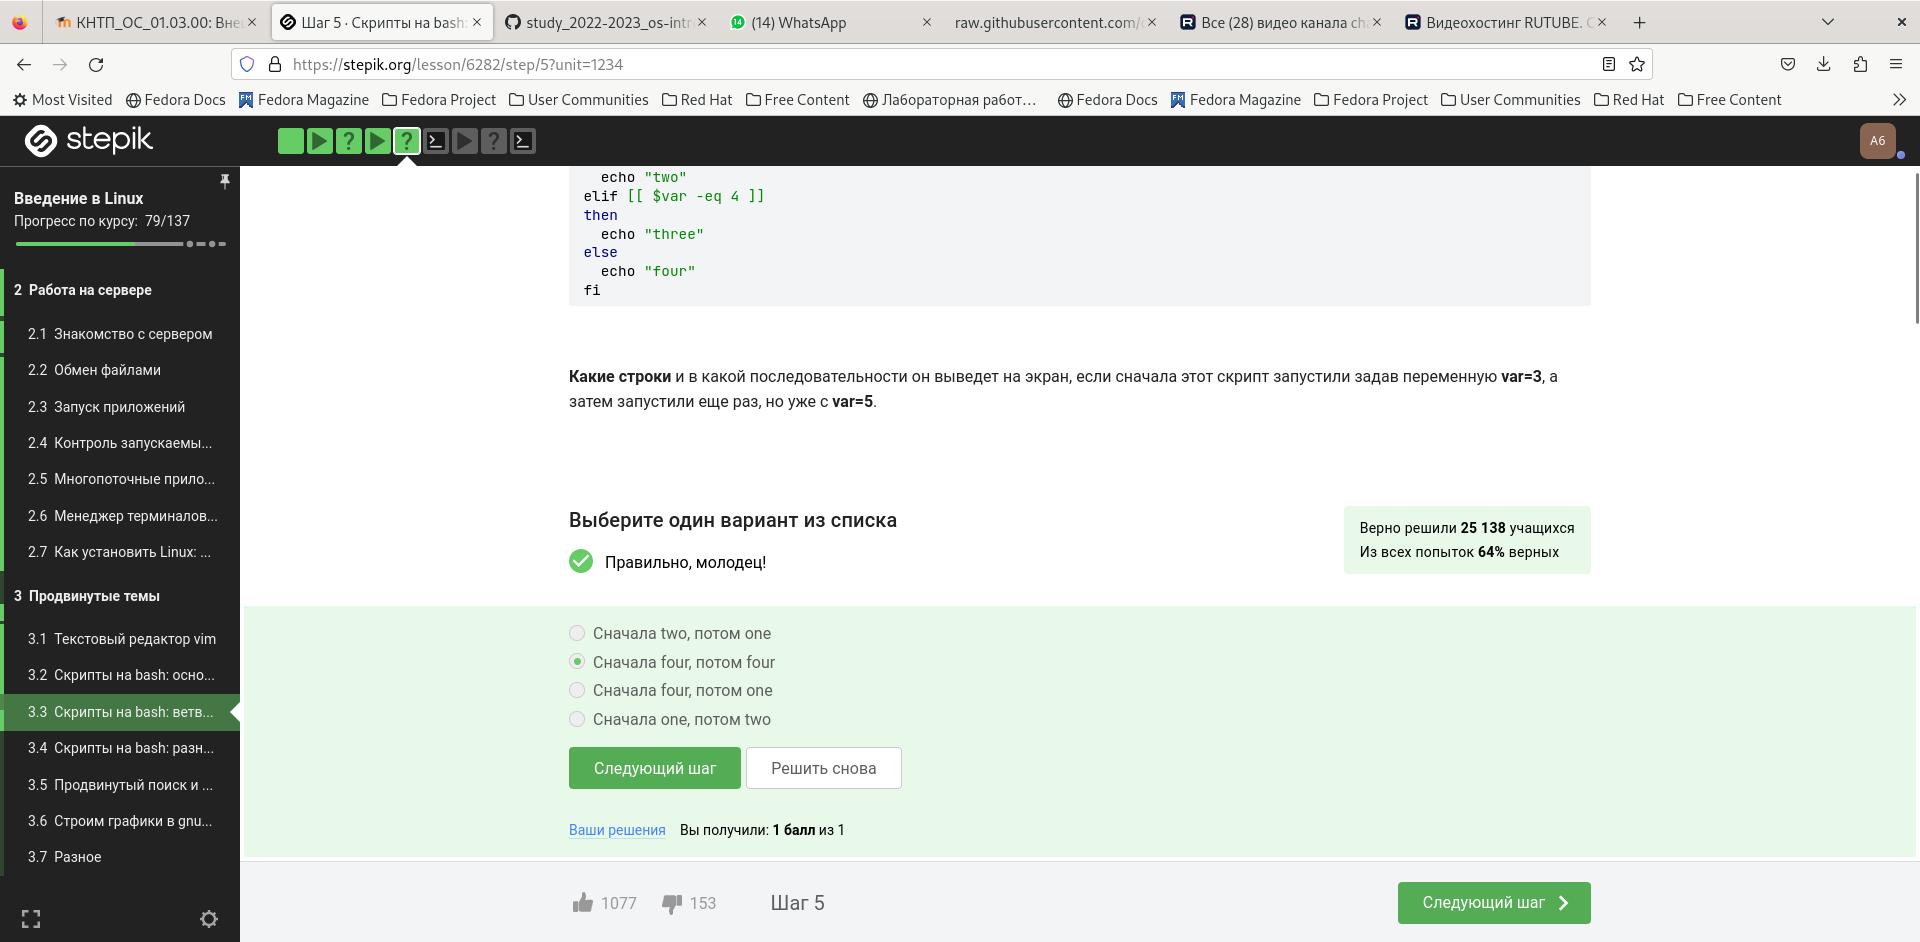 КНТП_ОС_01.03.00: Вне
Шаг 5 · Скрипты на bash:
study_2022-2023_os-intr
14
(14) WhatsApp
raw.githubusercontent.com/
Все (28) видео канала
Видеохостинг RUTUBE.
https://stepik.org/lesson/6282/step/5?unit=1234
Most Visited
Fedora Docs
FM
Fedora Magazine
Fedora Project
User Communities
Red Hat
Free Content
Лабораторная работ…
Fedora Docs
FM
Fedora Magazine
Fedora Project
User Communities
Red Hat
Free Content
stepik
A6
Введение в Linux
Прогресс по курсу: 79/137
2 Работа на сервере
2.1 Знакомство с сервером
2.2 Обмен файлами
2.3 Запуск приложений
2.4 Контроль запускаемы...
2.5 Многопоточные прило...
2.6 Менеджер терминалов...
2.7 Как установить Linux: ...
3 Продвинутые темы
3.1 Текстовый редактор vim
3.2 Скрипты на bash: осно...
3.3 Скрипты на bash: ветв...
3.4 Скрипты на bash: разн...
3.5 Продвинутый поиск и ...
3.6 Строим графики в gnu...
3.7 Разное
echo "two"
elif [[ $var -eq 4 ]]
then
echo "three"
else
echo "four"
fi
Какие строки и в какой последовательности он выведет на экран, если сначала этот скрипт запустили задав переменную var=3, а
затем запустили еще раз, но уже с var=5.
Выберите один вариант из списка
Правильно, молодец!
Верно решили 25 138 учащихся
Из всех попыток 64% верных
Сначала two, потом one
Сначала four, потом four
Сначала four, потом one
Сначала one, потом two
Следующий шаг
Решить снова
Ваши решения Вы получили: 1 балл из 1
1077
153
Шаг 5
Следующий шаг